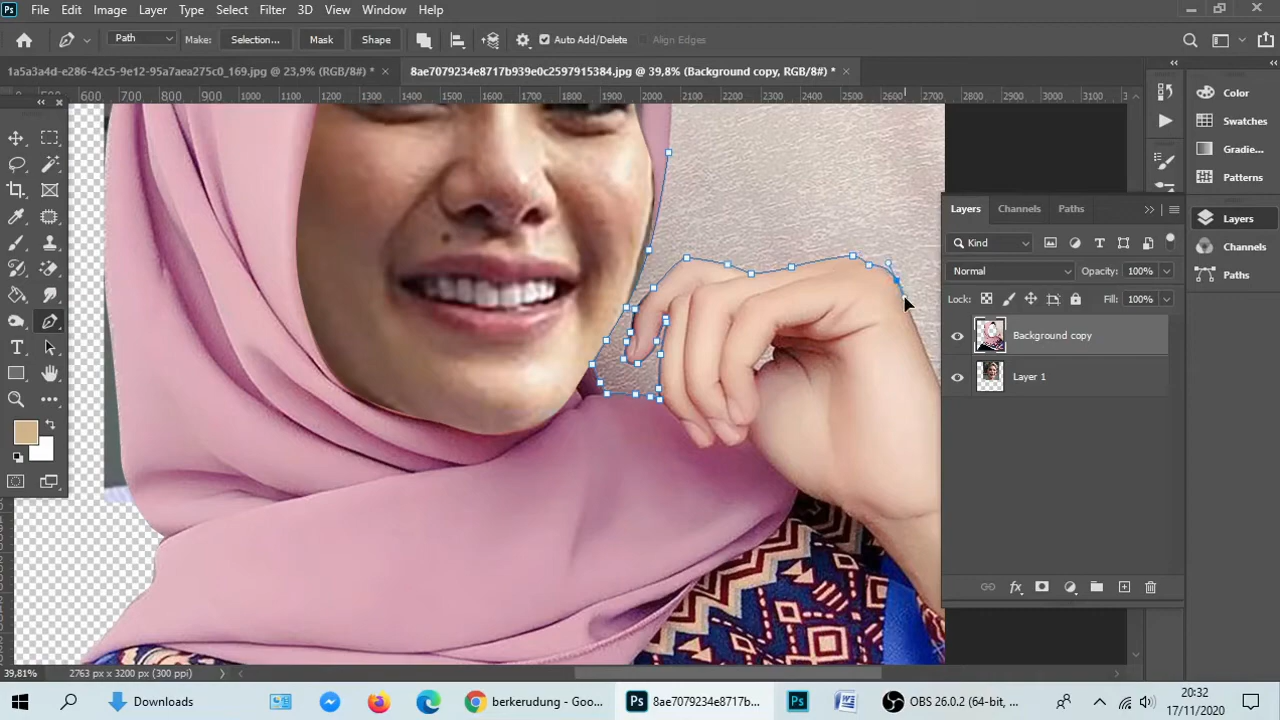 Ps File Edit Image Layer Type Select Filter 3D View Window Help
Path Make: Selection... Mask Shape Auto Add/Delete Align Edges
1a5a3a4d-e286-42c5-9e12-95a7aea275c0_169.jpg @ 23,9% (RGB/8#) * × 8ae7079234e8717b939e0c2597915384.jpg @ 39,8% (Background copy, RGB/8#) * ×
600 700 800 900 1000 1100 1200 1300 1400 1500 1600 1700 1800 1900 2000 2100 2200 2300 2400 2500 2600 2700 2800 2900 3000 3100
Color
Swatches
Gradie...
Patterns
Layers
Channels
Paths
Layers Channels Paths
Kind
Normal Opacity: 100%
Lock: Fill: 100%
Background copy
Layer 1
fx
39,81% 2763 px x 3200 px (300 ppi)
Downloads berkerudung - Goo... Ps 8ae7079234e8717b... Ps OBS 26.0.2 (64-bit, ... 20:32
17/11/2020